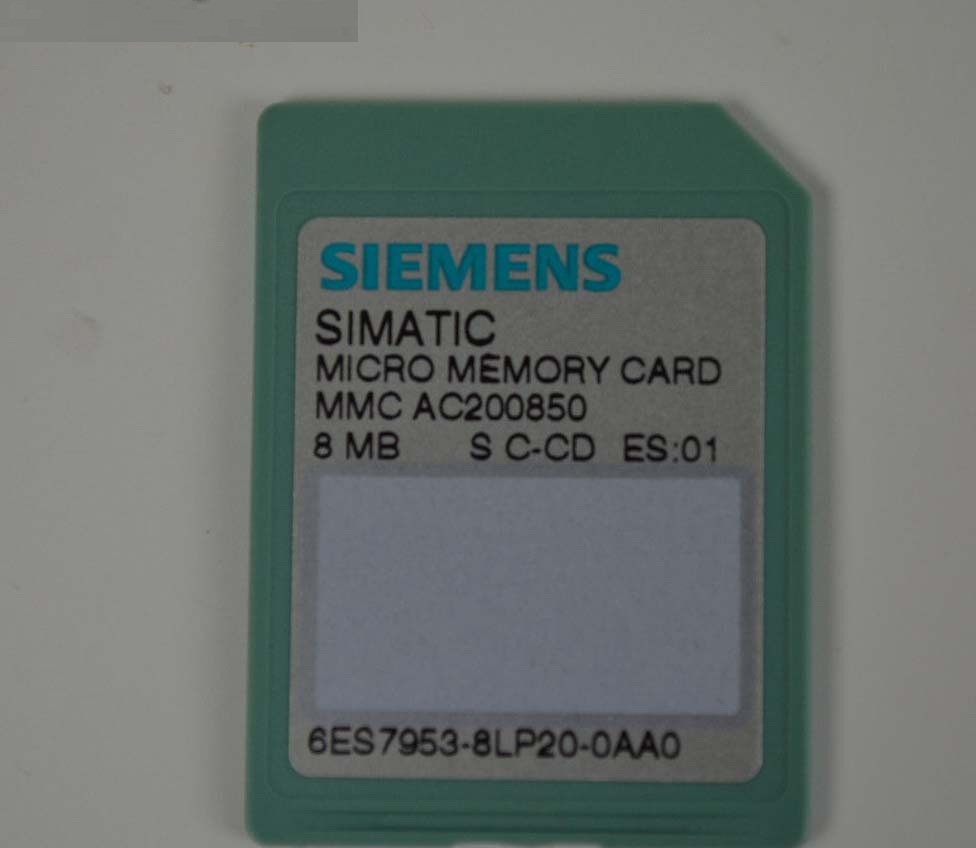 SIEMENS
SIMATIC
MICRO MEMORY CARD
MMC AC200850
8 MB S C-CD ES:01
6ES7953-8LP20-0AA0